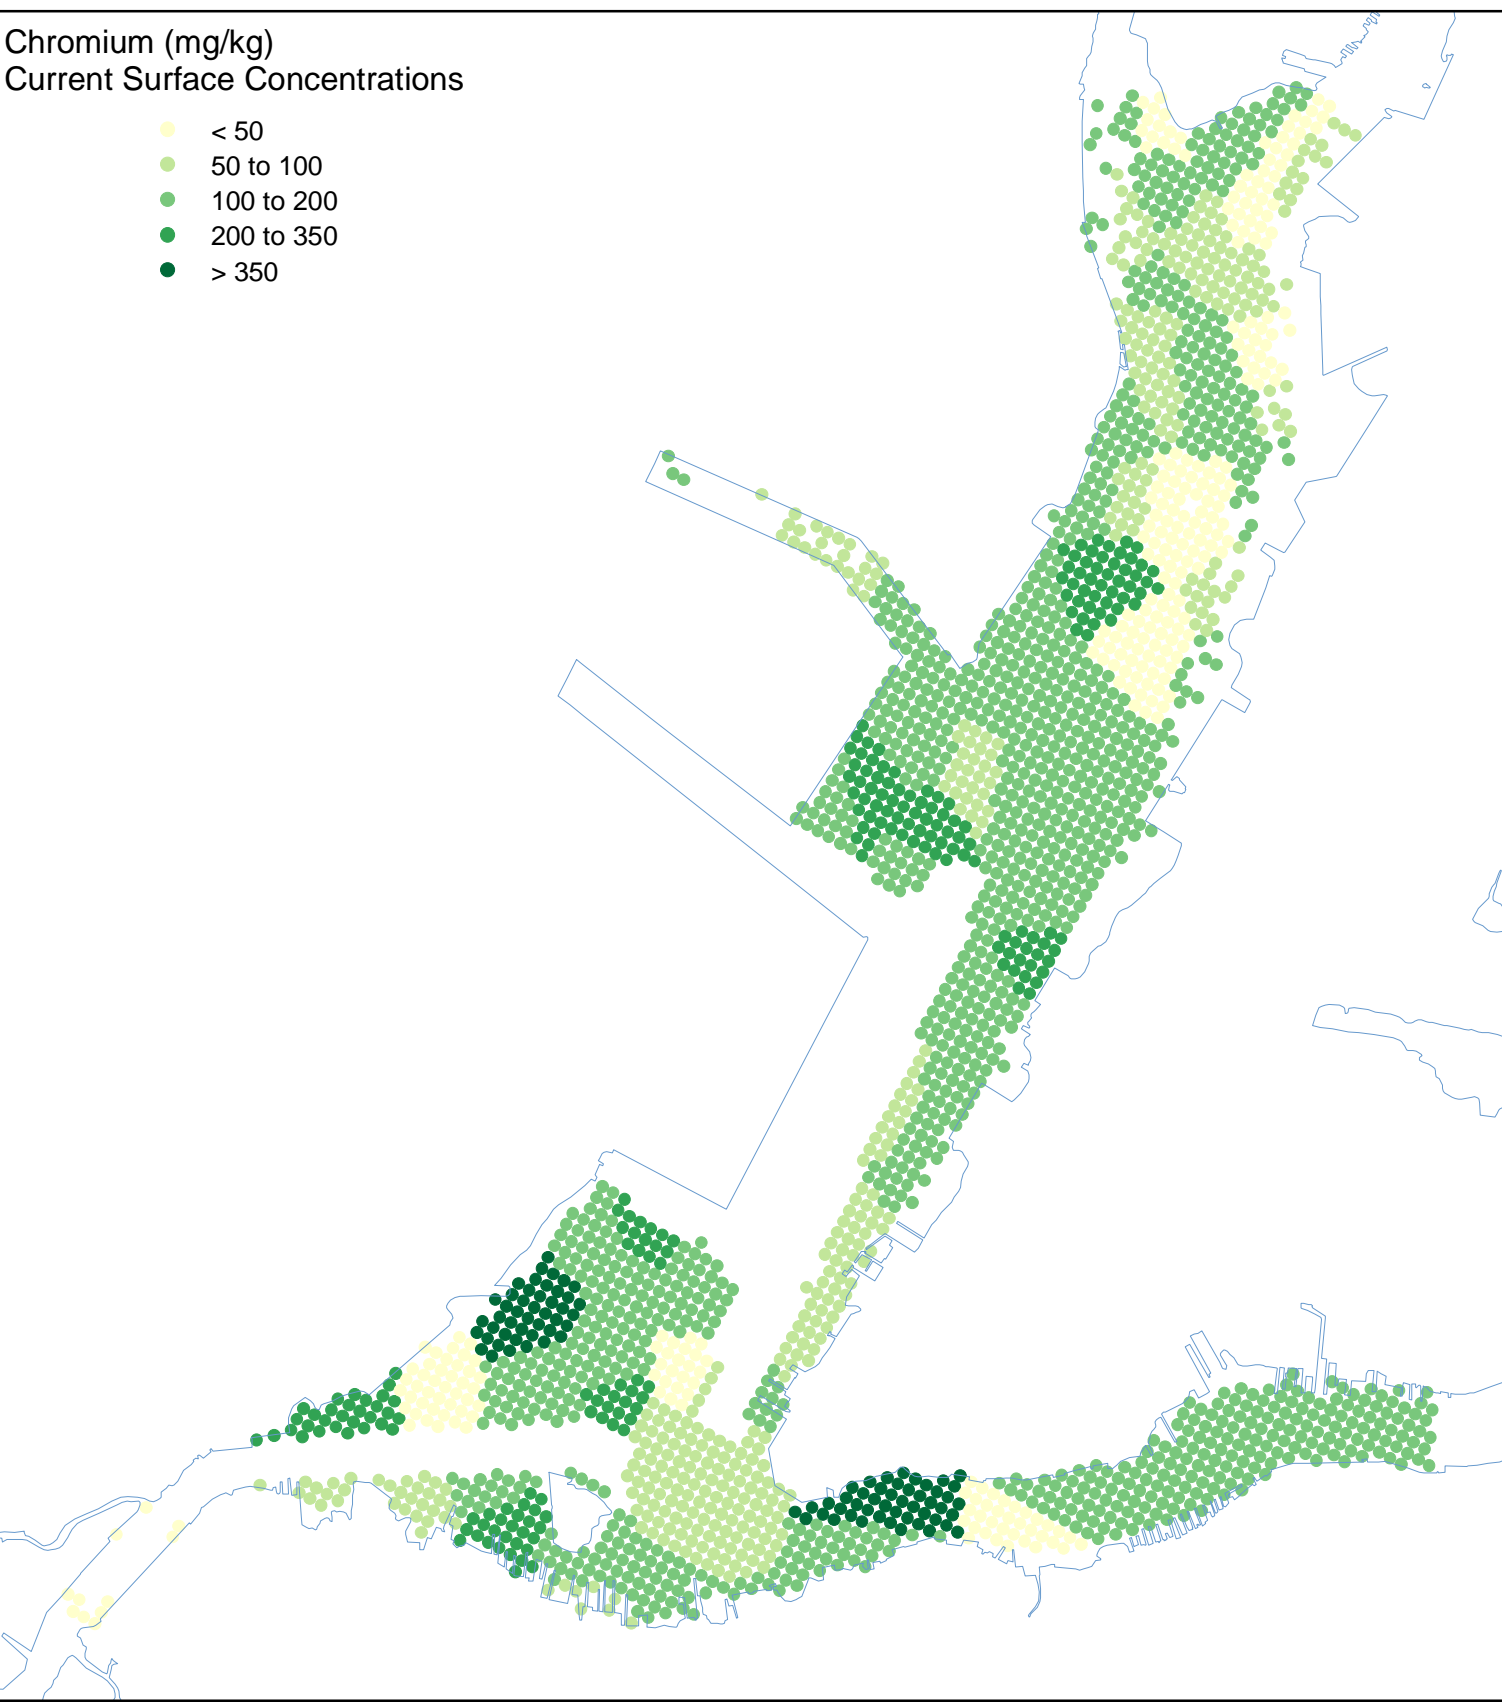 Chromium (mg/kg)
Current Surface Concentrations
< 50
50 to 100
100 to 200
200 to 350
> 350